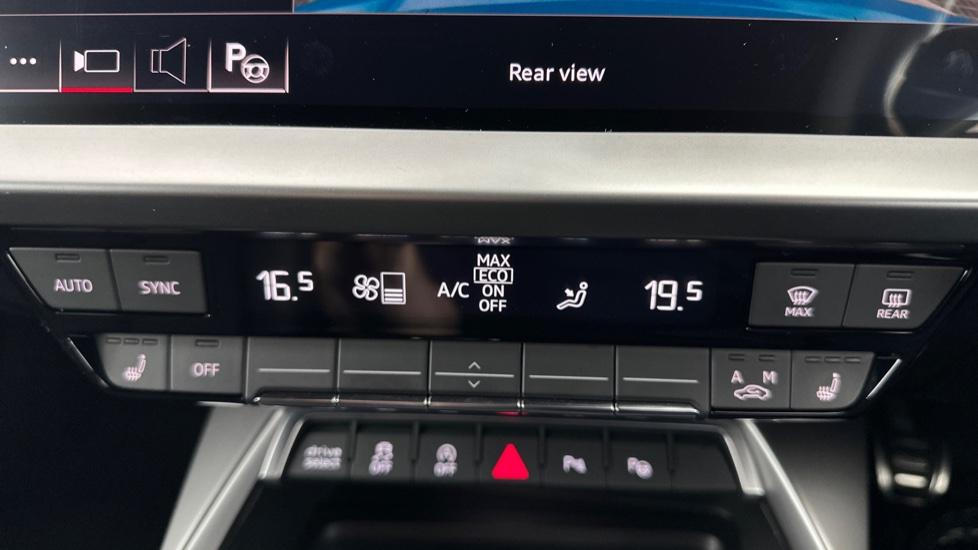 P
Rear view
AUTO
SYNC
16.5
A/C
MAX
ECO
ON
OFF
19.5
MAX
REAR
OFF
A M
drive
select
OFF
OFF
P
P